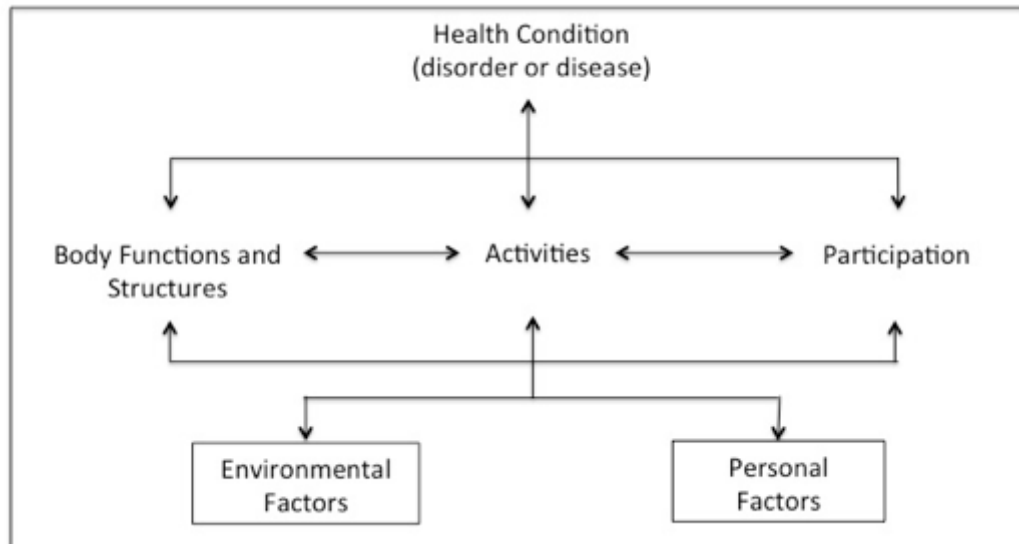 Health Condition
(disorder or disease)
Body Functions and
Structures
Activities
Participation
Environmental
Factors
Personal
Factors